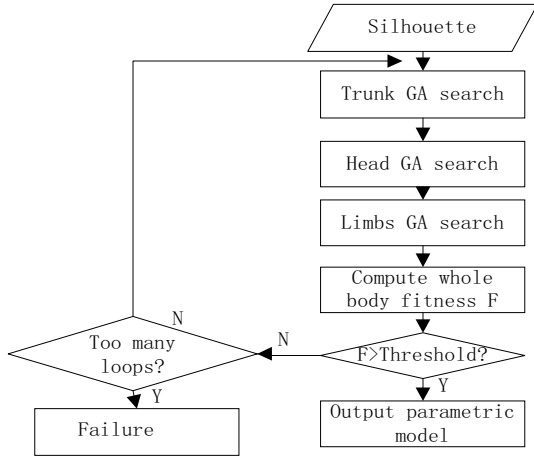 Silhouette
Trunk GA search
Head GA search
Limbs GA search
Compute whole
body fitness F
N
N
Too many
loops?
F>Threshold?
Y
Y
Failure
Output parametric
model